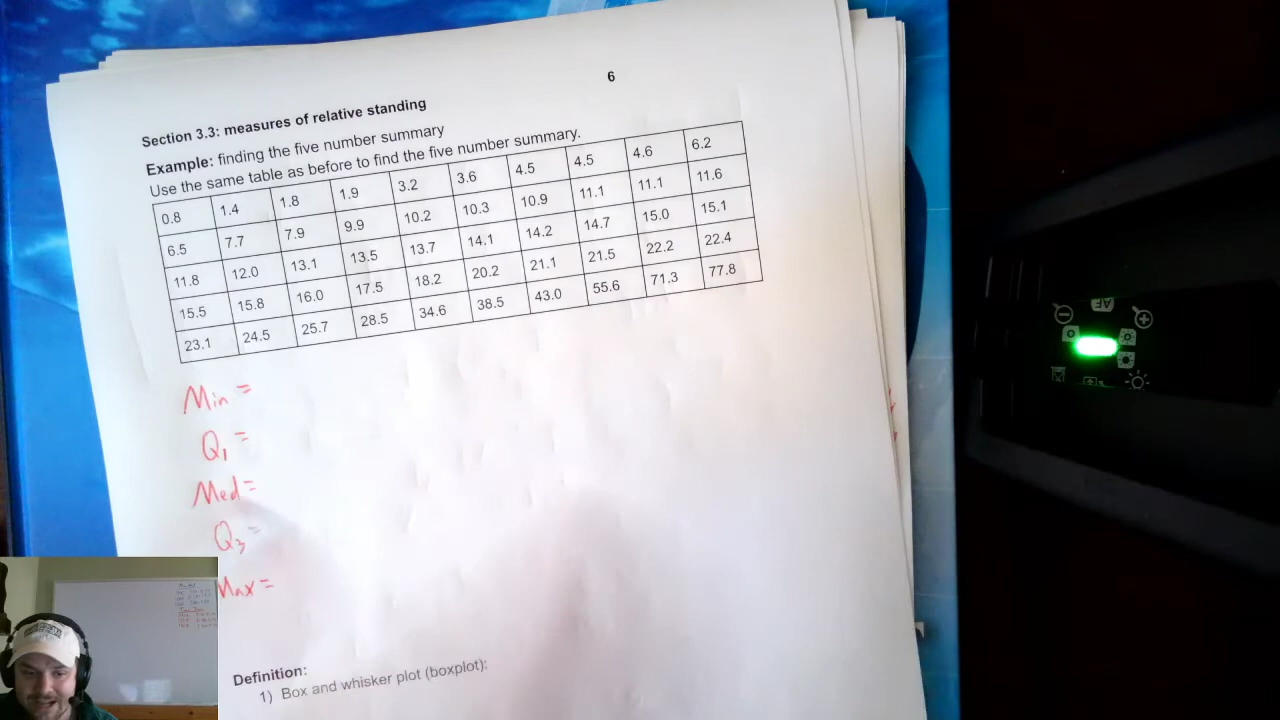 6
Section 3.3: measures of relative standing
Example: finding the five number summary
Use the same table as before to find the five number summary.
0.8 1.4 1.8 1.9 3.2 3.6 4.5 4.5 4.6 6.2
6.5 7.7 7.9 9.9 10.2 10.3 10.9 11.1 11.1 11.6
11.8 12.0 13.1 13.5 13.7 14.1 14.2 14.7 15.0 15.1
15.5 15.8 16.0 17.5 18.2 20.2 21.1 21.5 22.2 22.4
23.1 24.5 25.7 28.5 34.6 38.5 43.0 55.6 71.3 77.8
Min =
Q₁ =
Med =
Q₃ =
Max =
Definition:
1) Box and whisker plot (boxplot):
AF